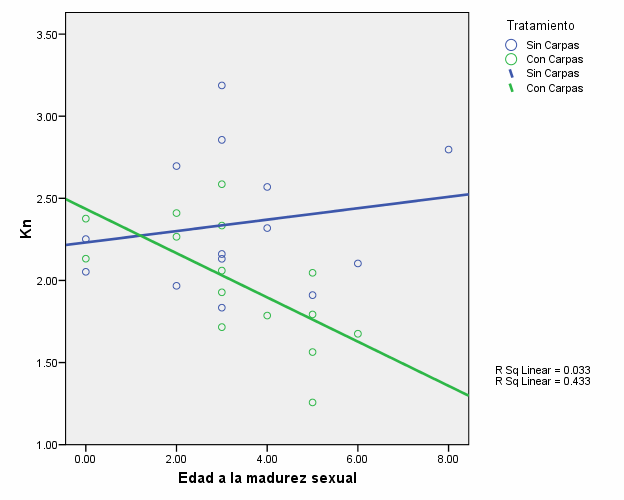 Tratamiento
Sin Carpas
Con Carpas
Sin Carpas
Con Carpas
3.50
3.00
2.50
2.00
1.50
1.00
Kn
0.00 2.00 4.00 6.00 8.00
Edad a la madurez sexual
R Sq Linear = 0.033
R Sq Linear = 0.433